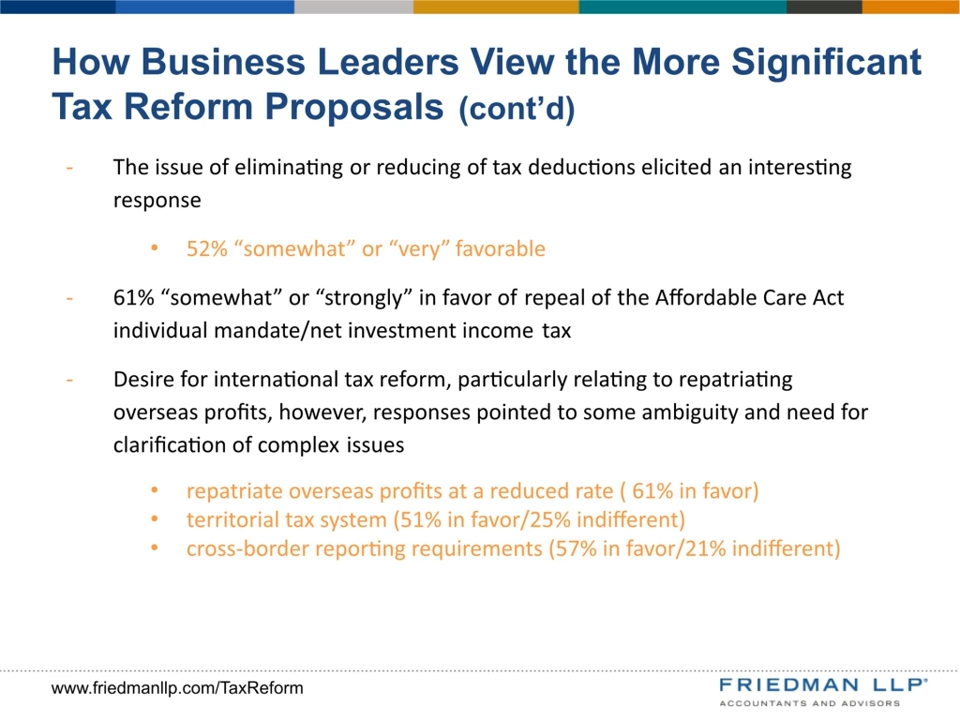 How Business Leaders View the More Significant
Tax Reform Proposals (cont’d)
- The issue of eliminating or reducing of tax deductions elicited an interesting
response
• 52% “somewhat” or “very” favorable
- 61% “somewhat” or “strongly” in favor of repeal of the Affordable Care Act
individual mandate/net investment income tax
- Desire for international tax reform, particularly relating to repatriating
overseas profits, however, responses pointed to some ambiguity and need for
clarification of complex issues
• repatriate overseas profits at a reduced rate ( 61% in favor)
• territorial tax system (51% in favor/25% indifferent)
• cross-border reporting requirements (57% in favor/21% indifferent)
www.friedmanllp.com/TaxReform
FRIEDMAN LLP®
ACCOUNTANTS AND ADVISORS